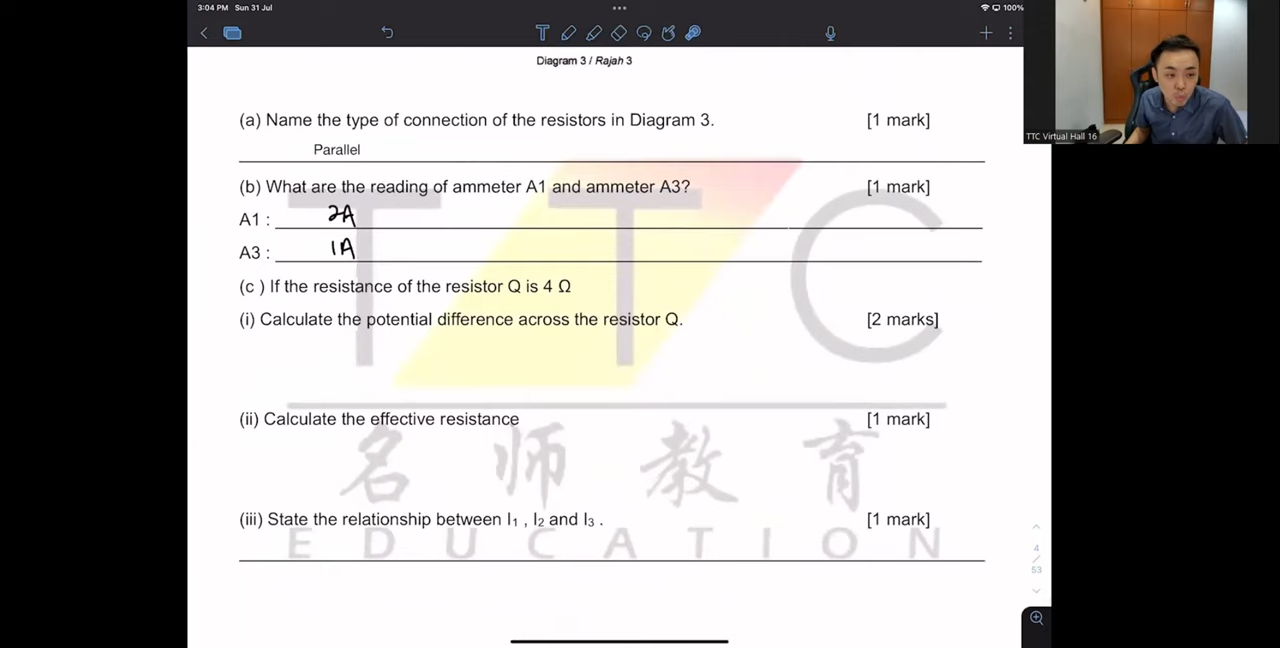 3:04 PM Sun 31 Jul
100%
Diagram 3 / Rajah 3
(a) Name the type of connection of the resistors in Diagram 3. [1 mark]
Parallel
(b) What are the reading of ammeter A1 and ammeter A3? [1 mark]
A1 : 2A
A3 : 1A
(c ) If the resistance of the resistor Q is 4 Ω
(i) Calculate the potential difference across the resistor Q. [2 marks]
(ii) Calculate the effective resistance [1 mark]
(iii) State the relationship between I₁ , I₂ and I₃ . [1 mark]
TTC
名师教育
EDUCATION
4
/
53
TTC Virtual Hall 16